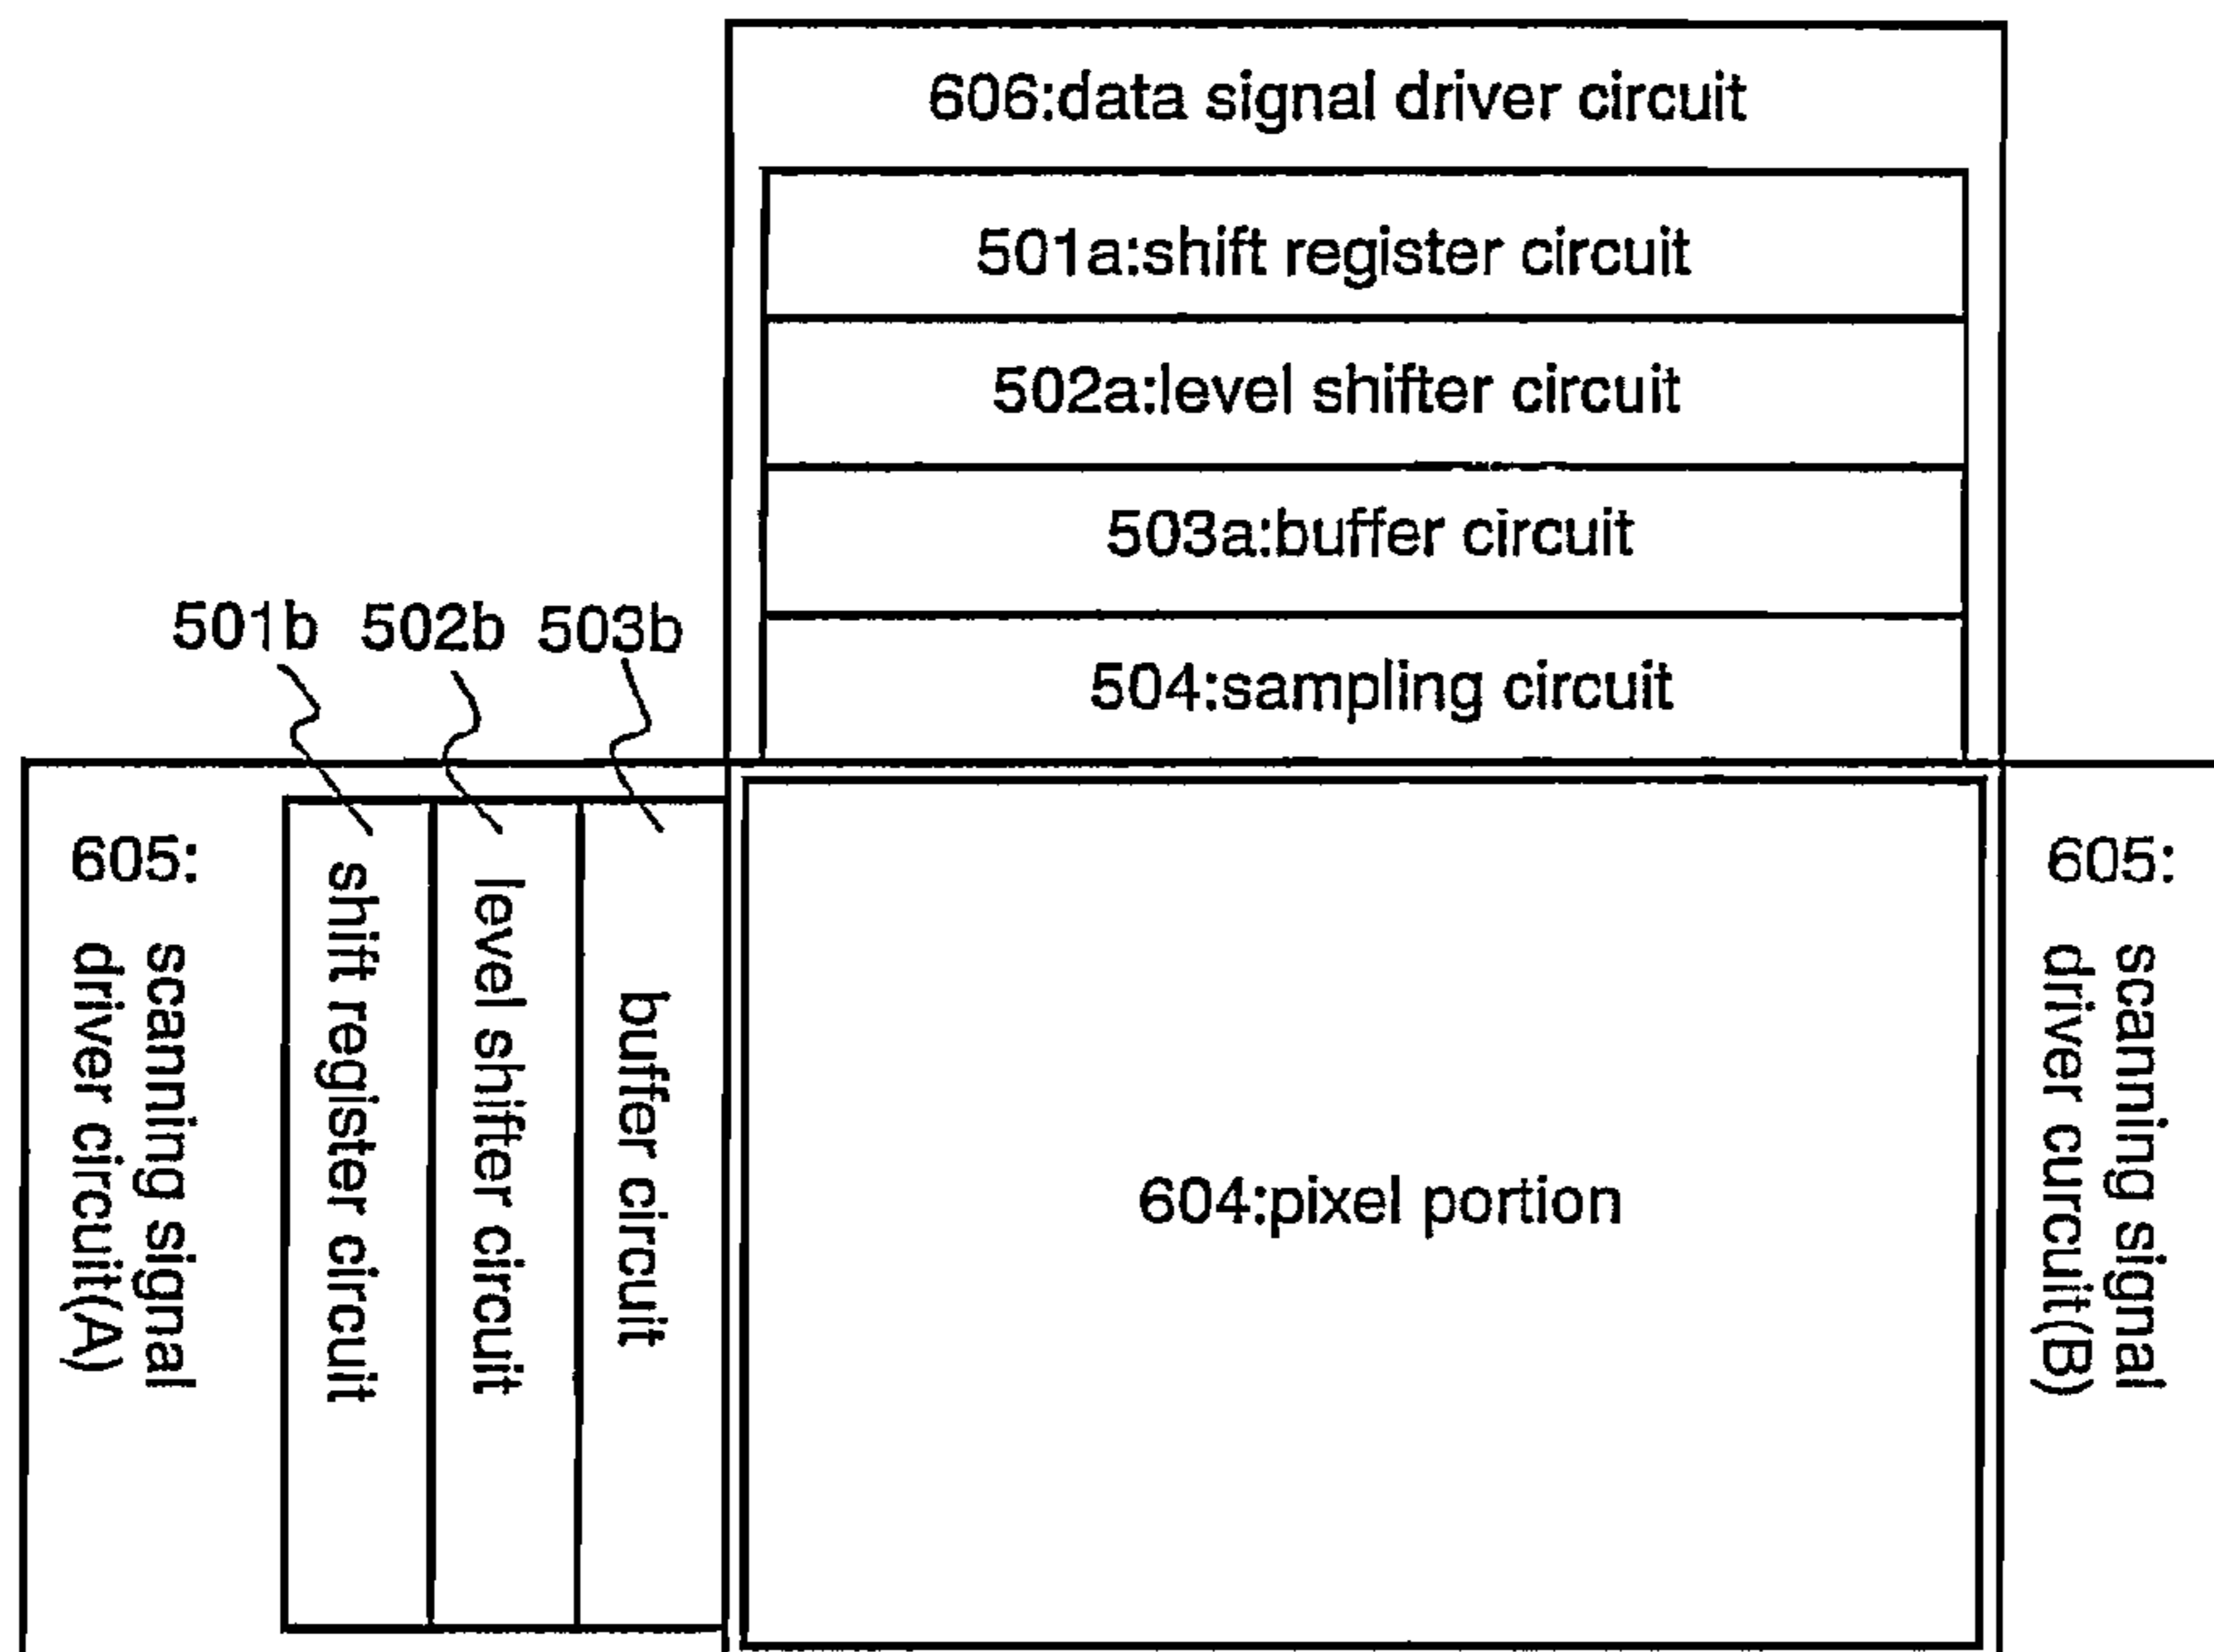 606:data signal driver circuit
501a:shift register circuit
502a:level shifter circuit
503a:buffer circuit
504:sampling circuit
501b 502b 503b
605:
scanning signal
driver circuit(A)
shift register circuit
level shifter circuit
buffer circuit
604:pixel portion
605:
scanning signal
driver curcuit(B)